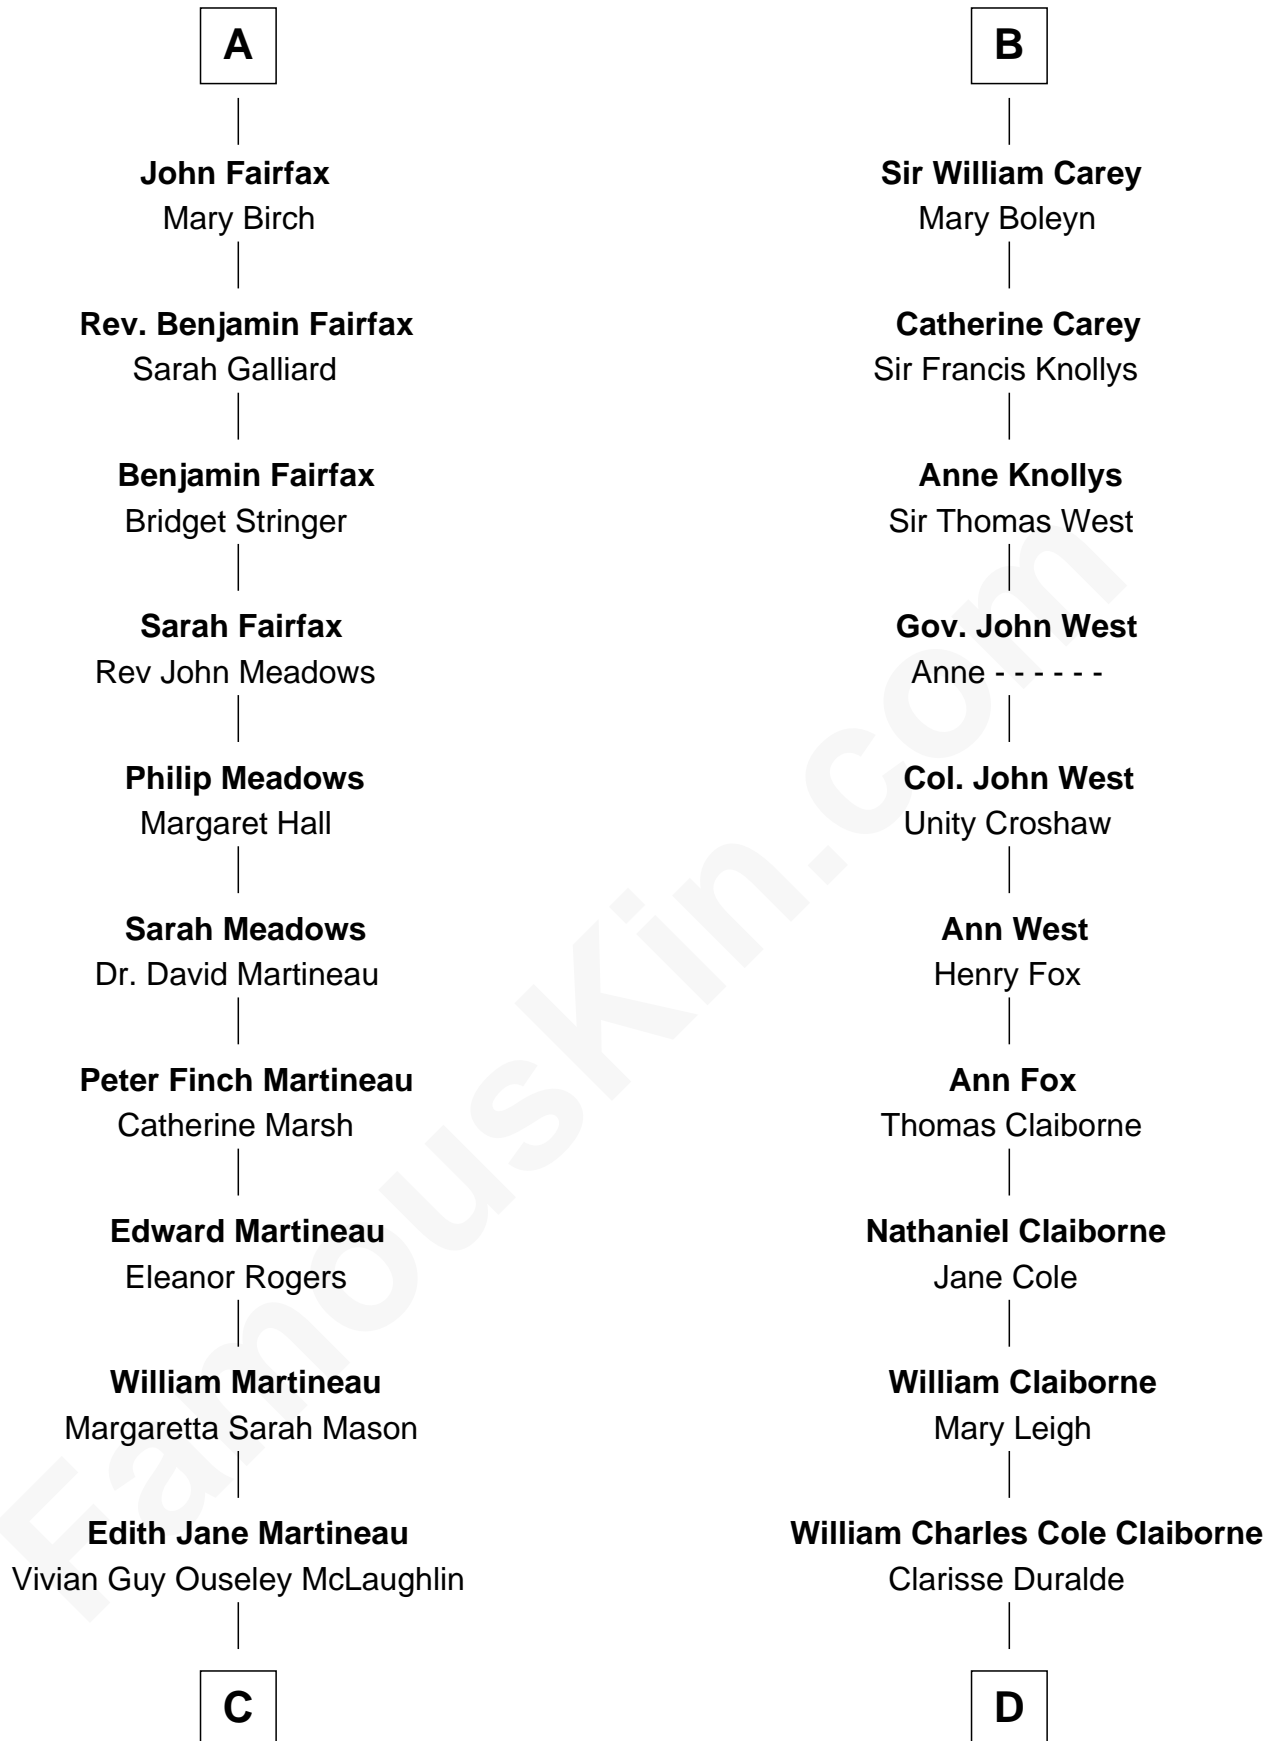 A
John Fairfax
Mary Birch
Rev. Benjamin Fairfax
Sarah Galliard
Benjamin Fairfax
Bridget Stringer
Sarah Fairfax
Rev John Meadows
Philip Meadows
Margaret Hall
Sarah Meadows
Dr. David Martineau
Peter Finch Martineau
Catherine Marsh
Edward Martineau
Eleanor Rogers
William Martineau
Margaretta Sarah Mason
Edith Jane Martineau
Vivian Guy Ouseley McLaughlin
C
B
Sir William Carey
Mary Boleyn
Catherine Carey
Sir Francis Knollys
Anne Knollys
Sir Thomas West
Gov. John West
Anne - - - - - -
Col. John West
Unity Croshaw
Ann West
Henry Fox
Ann Fox
Thomas Claiborne
Nathaniel Claiborne
Jane Cole
William Claiborne
Mary Leigh
William Charles Cole Claiborne
Clarisse Duralde
D
FamousKin.com